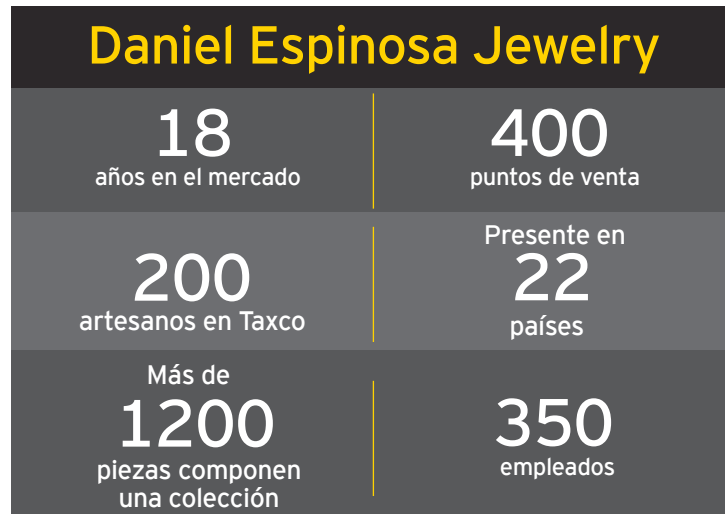 Daniel Espinosa Jewelry
18
años en el mercado
400
puntos de venta
200
artesanos en Taxco
Presente en
22
países
Más de
1200
piezas componen
una colección
350
empleados